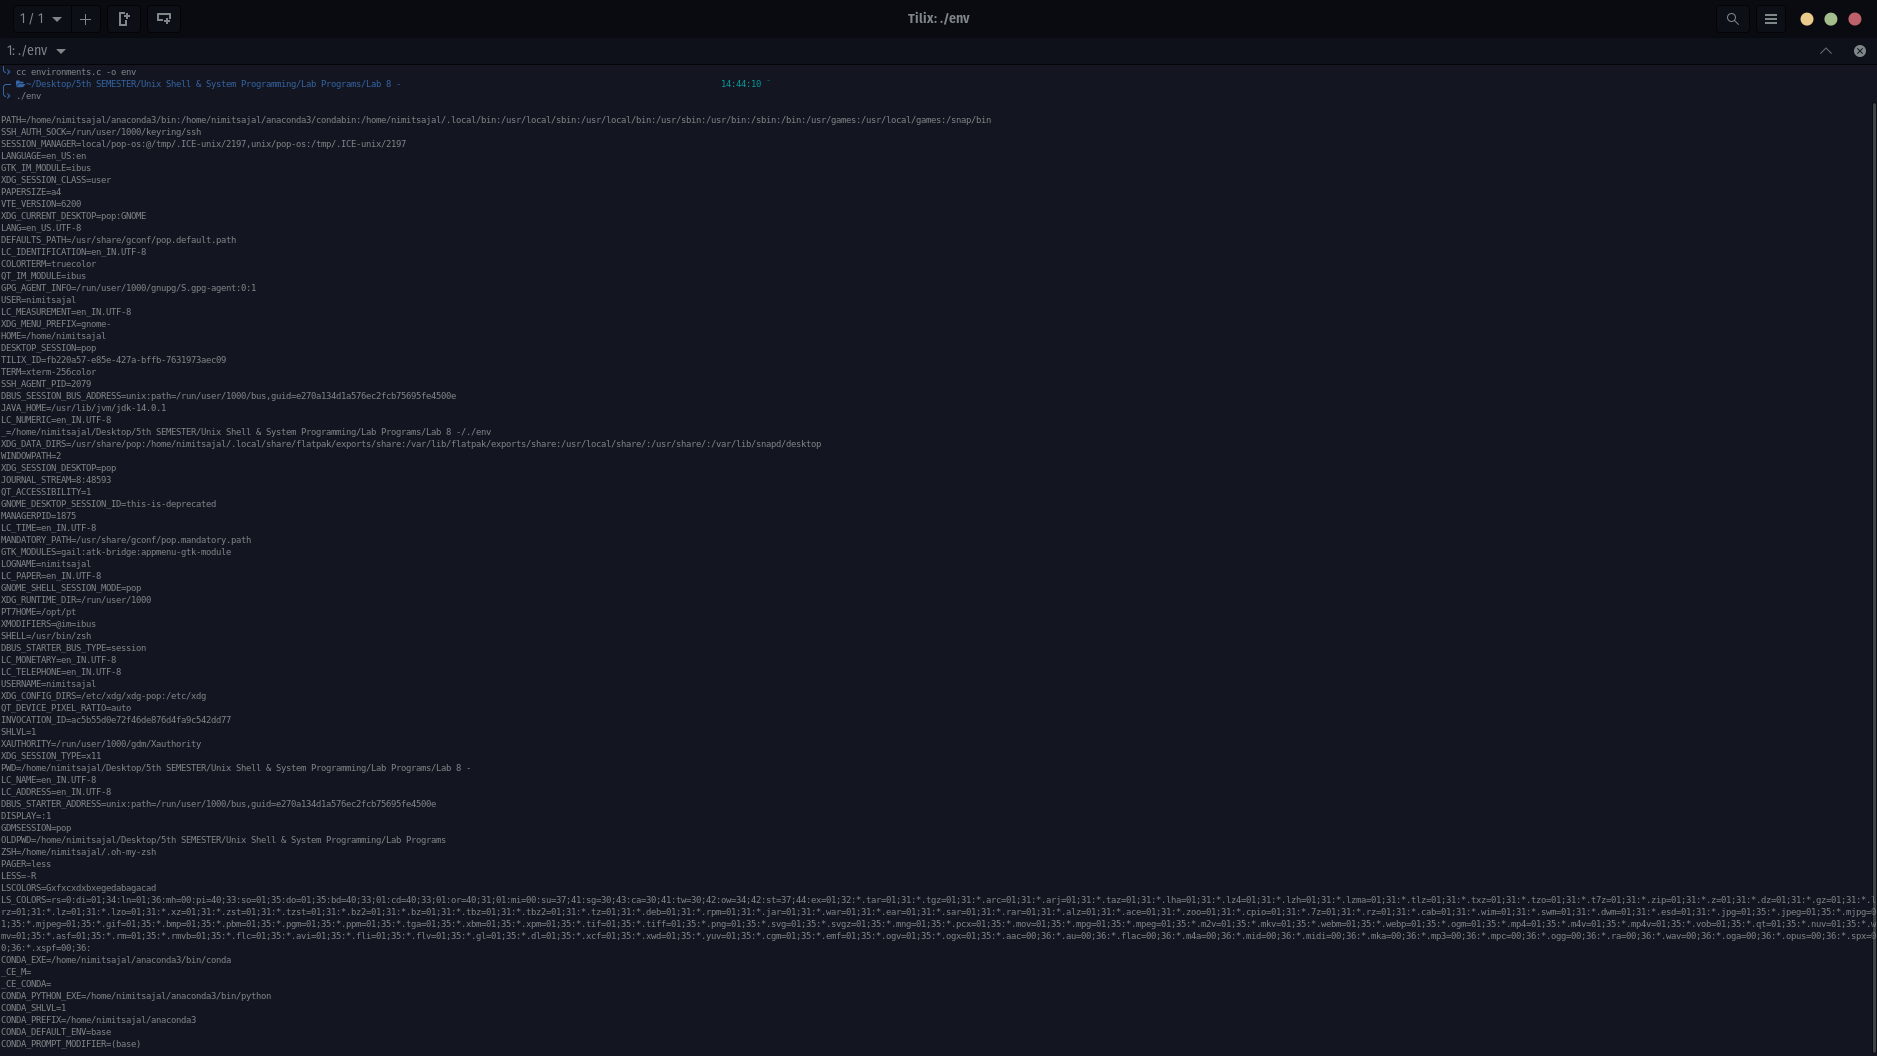 1 / 1
Tilix: ./env
1: ./env
cc environments.c -o env
~/Desktop/5th SEMESTER/Unix Shell & System Programming/Lab Programs/Lab 8 - 14:44:10
./env
PATH=/home/nimitsajal/anaconda3/bin:/home/nimitsajal/anaconda3/condabin:/home/nimitsajal/.local/bin:/usr/local/sbin:/usr/local/bin:/usr/sbin:/usr/bin:/sbin:/bin:/usr/games:/usr/local/games:/snap/bin
SSH_AUTH_SOCK=/run/user/1000/keyring/ssh
SESSION_MANAGER=local/pop-os:@/tmp/.ICE-unix/2197,unix/pop-os:/tmp/.ICE-unix/2197
LANGUAGE=en_US:en
GTK_IM_MODULE=ibus
XDG_SESSION_CLASS=user
PAPERSIZE=a4
VTE_VERSION=6200
XDG_CURRENT_DESKTOP=pop:GNOME
LANG=en_US.UTF-8
DEFAULTS_PATH=/usr/share/gconf/pop.default.path
LC_IDENTIFICATION=en_IN.UTF-8
COLORTERM=truecolor
QT_IM_MODULE=ibus
GPG_AGENT_INFO=/run/user/1000/gnupg/S.gpg-agent:0:1
USER=nimitsajal
LC_MEASUREMENT=en_IN.UTF-8
XDG_MENU_PREFIX=gnome-
HOME=/home/nimitsajal
DESKTOP_SESSION=pop
TILIX_ID=fb220a57-e85e-427a-bffb-7631973aec09
TERM=xterm-256color
SSH_AGENT_PID=2079
DBUS_SESSION_BUS_ADDRESS=unix:path=/run/user/1000/bus,guid=e270a134d1a576ec2fcb75695fe4500e
JAVA_HOME=/usr/lib/jvm/jdk-14.0.1
LC_NUMERIC=en_IN.UTF-8
_=/home/nimitsajal/Desktop/5th SEMESTER/Unix Shell & System Programming/Lab Programs/Lab 8 -/./env
XDG_DATA_DIRS=/usr/share/pop:/home/nimitsajal/.local/share/flatpak/exports/share:/var/lib/flatpak/exports/share:/usr/local/share/:/usr/share/:/var/lib/snapd/desktop
WINDOWPATH=2
XDG_SESSION_DESKTOP=pop
JOURNAL_STREAM=8:48593
QT_ACCESSIBILITY=1
GNOME_DESKTOP_SESSION_ID=this-is-deprecated
MANAGERPID=1875
LC_TIME=en_IN.UTF-8
MANDATORY_PATH=/usr/share/gconf/pop.mandatory.path
GTK_MODULES=gail:atk-bridge:appmenu-gtk-module
LOGNAME=nimitsajal
LC_PAPER=en_IN.UTF-8
GNOME_SHELL_SESSION_MODE=pop
XDG_RUNTIME_DIR=/run/user/1000
PT7HOME=/opt/pt
XMODIFIERS=@im=ibus
SHELL=/usr/bin/zsh
DBUS_STARTER_BUS_TYPE=session
LC_MONETARY=en_IN.UTF-8
LC_TELEPHONE=en_IN.UTF-8
USERNAME=nimitsajal
XDG_CONFIG_DIRS=/etc/xdg/xdg-pop:/etc/xdg
QT_DEVICE_PIXEL_RATIO=auto
INVOCATION_ID=ac5b55d0e72f46de876d4fa9c542dd77
SHLVL=1
XAUTHORITY=/run/user/1000/gdm/Xauthority
XDG_SESSION_TYPE=x11
PWD=/home/nimitsajal/Desktop/5th SEMESTER/Unix Shell & System Programming/Lab Programs/Lab 8 -
LC_NAME=en_IN.UTF-8
LC_ADDRESS=en_IN.UTF-8
DBUS_STARTER_ADDRESS=unix:path=/run/user/1000/bus,guid=e270a134d1a576ec2fcb75695fe4500e
DISPLAY=:1
GDMSESSION=pop
OLDPWD=/home/nimitsajal/Desktop/5th SEMESTER/Unix Shell & System Programming/Lab Programs
ZSH=/home/nimitsajal/.oh-my-zsh
PAGER=less
LESS=-R
LSCOLORS=Gxfxcxdxbxegedabagacad
LS_COLORS=rs=0:di=01;34:ln=01;36:mh=00:pi=40;33:so=01;35:do=01;35:bd=40;33;01:cd=40;33;01:or=40;31;01:mi=00:su=37;41:sg=30;43:ca=30;41:tw=30;42:ow=34;42:st=37;44:ex=01;32:*.tar=01;31:*.tgz=01;31:*.arc=01;31:*.arj=01;31:*.taz=01;31:*.lha=01;31:*.lz4=01;31:*.lzh=01;31:*.lzma=01;31:*.tlz=01;31:*.txz=01;31:*.tzo=01;31:*.t7z=01;31:*.zip=01;31:*.z=01;31:*.dz=01;31:*.gz=01;31:*.l
rz=01;31:*.lz=01;31:*.lzo=01;31:*.xz=01;31:*.zst=01;31:*.tzst=01;31:*.bz2=01;31:*.bz=01;31:*.tbz=01;31:*.tbz2=01;31:*.tz=01;31:*.deb=01;31:*.rpm=01;31:*.jar=01;31:*.war=01;31:*.ear=01;31:*.sar=01;31:*.rar=01;31:*.alz=01;31:*.ace=01;31:*.zoo=01;31:*.cpio=01;31:*.7z=01;31:*.rz=01;31:*.cab=01;31:*.wim=01;31:*.swm=01;31:*.dwm=01;31:*.esd=01;31:*.jpg=01;35:*.jpeg=01;35:*.mjpg=0
1;35:*.mjpeg=01;35:*.gif=01;35:*.bmp=01;35:*.pbm=01;35:*.pgm=01;35:*.ppm=01;35:*.tga=01;35:*.xbm=01;35:*.xpm=01;35:*.tif=01;35:*.tiff=01;35:*.png=01;35:*.svg=01;35:*.svgz=01;35:*.mng=01;35:*.pcx=01;35:*.mov=01;35:*.mpg=01;35:*.mpeg=01;35:*.m2v=01;35:*.mkv=01;35:*.webm=01;35:*.webp=01;35:*.ogm=01;35:*.mp4=01;35:*.m4v=01;35:*.mp4v=01;35:*.vob=01;35:*.qt=01;35:*.nuv=01;35:*.w
mv=01;35:*.asf=01;35:*.rm=01;35:*.rmvb=01;35:*.flc=01;35:*.avi=01;35:*.fli=01;35:*.flv=01;35:*.gl=01;35:*.dl=01;35:*.xcf=01;35:*.xwd=01;35:*.yuv=01;35:*.cgm=01;35:*.emf=01;35:*.ogv=01;35:*.ogx=01;35:*.aac=00;36:*.au=00;36:*.flac=00;36:*.m4a=00;36:*.mid=00;36:*.midi=00;36:*.mka=00;36:*.mp3=00;36:*.mpc=00;36:*.ogg=00;36:*.ra=00;36:*.wav=00;36:*.oga=00;36:*.opus=00;36:*.spx=0
0;36:*.xspf=00;36:
CONDA_EXE=/home/nimitsajal/anaconda3/bin/conda
_CE_M=
_CE_CONDA=
CONDA_PYTHON_EXE=/home/nimitsajal/anaconda3/bin/python
CONDA_SHLVL=1
CONDA_PREFIX=/home/nimitsajal/anaconda3
CONDA_DEFAULT_ENV=base
CONDA_PROMPT_MODIFIER=(base)